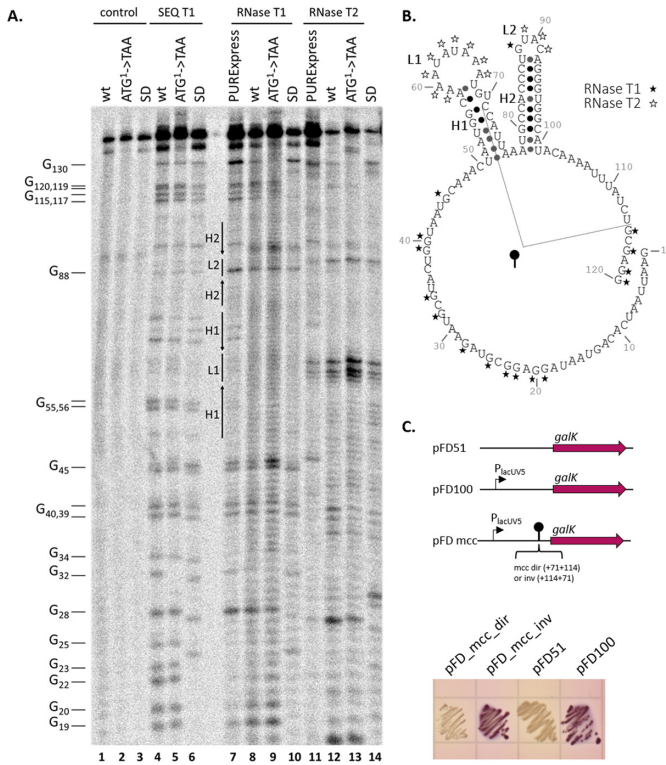 A.
control SEQ T1 RNase T1 RNase T2
wt ATG1->TAA SD wt ATG1->TAA SD PURExpress wt ATG1->TAA SD PURExpress wt ATG1->TAA SD
G130
G120,119
G115,117
G88
G55,56
G45
G40,39
G34
G32
G28
G25
G23
G22
G20
G19
H2
L2
H2
H1
L1
H1
1 2 3 4 5 6 7 8 9 10 11 12 13 14
B.
L1
L2
H1
H2
RNase T1 ★
RNase T2 ☆
1
10
20
30
40
50
60
70
80
90
100
110
120
C.
pFD51 galK
pFD100 PlacUV5 galK
pFD mcc PlacUV5 galK
mcc dir (+71+114)
or inv (+114+71)
pFD_mcc_dir pFD_mcc_inv pFD51 pFD100